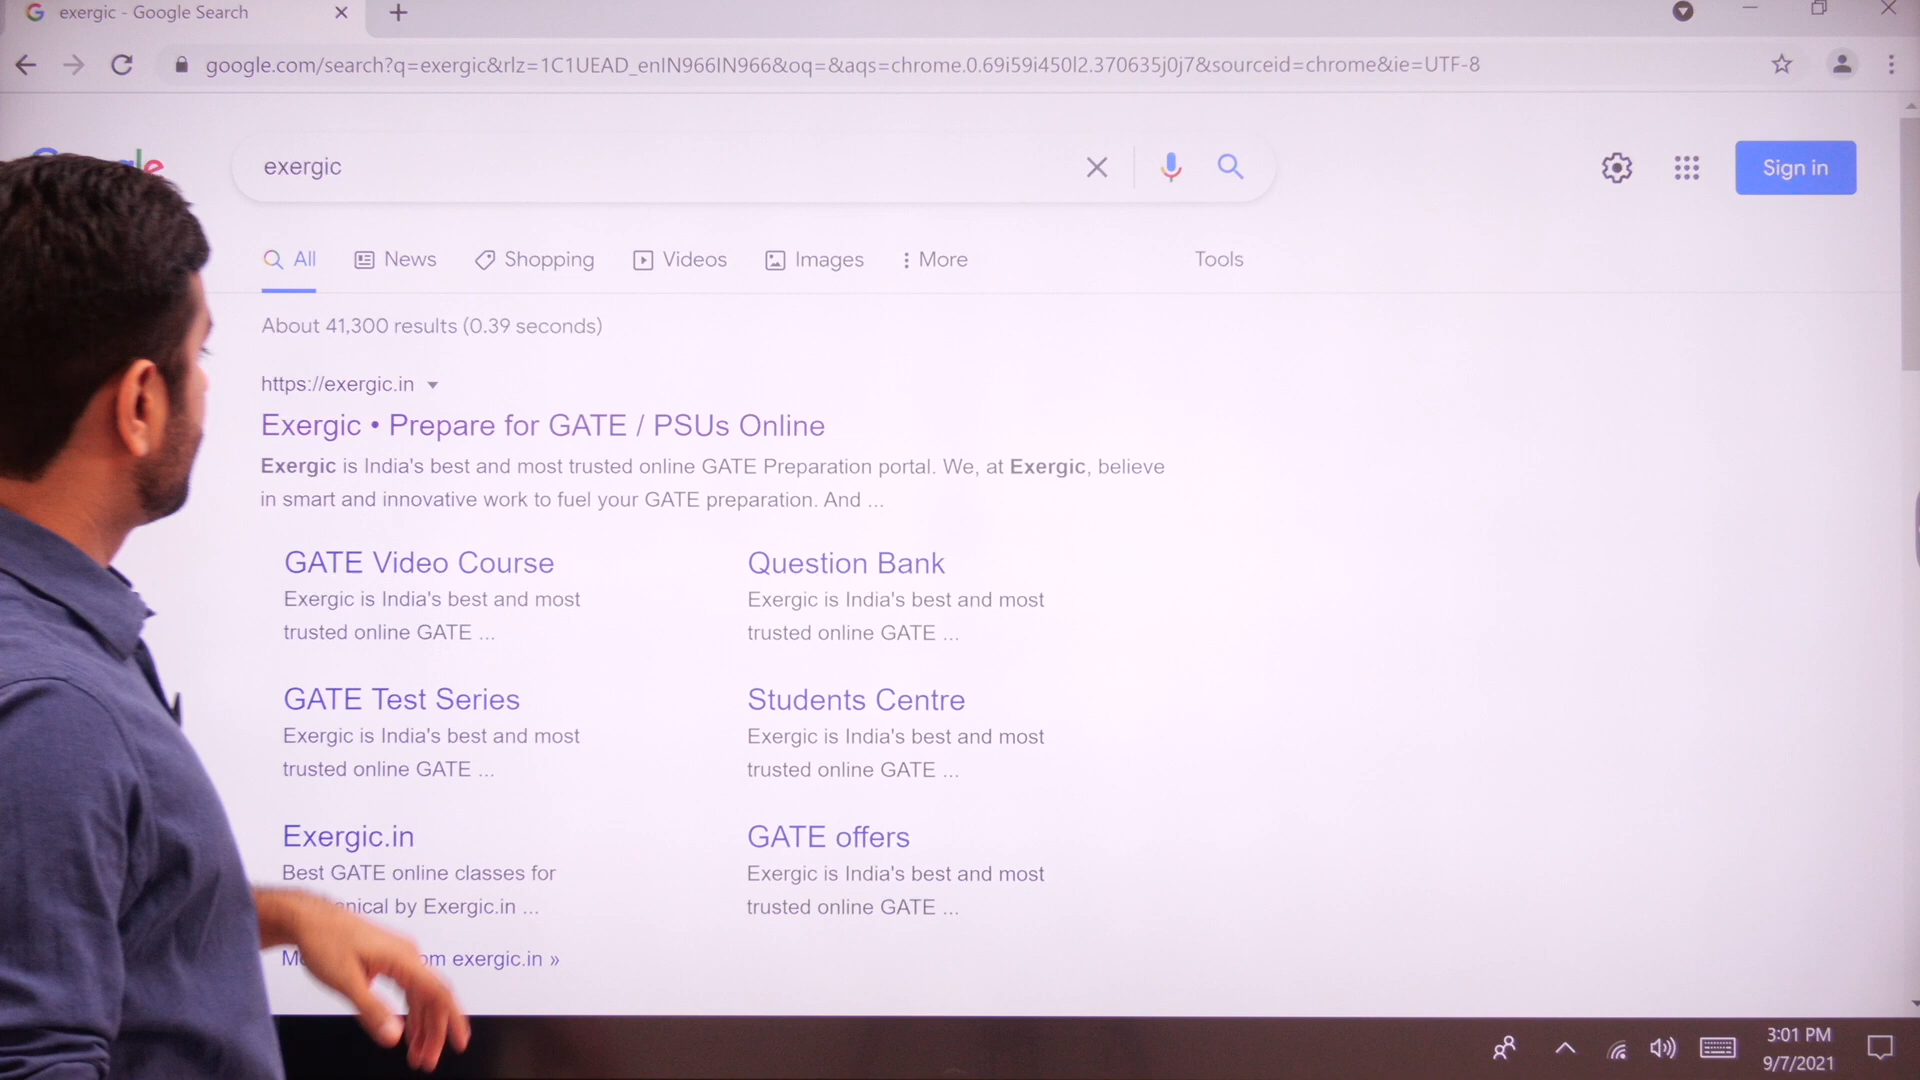 exergic - Google Search
google.com/search?q=exergic&rlz=1C1UEAD_enIN966IN966&oq=&aqs=chrome.0.69i59i450l2.370635j0j7&sourceid=chrome&ie=UTF-8
exergic
Sign in
All News Shopping Videos Images More Tools
About 41,300 results (0.39 seconds)
https://exergic.in
Exergic • Prepare for GATE / PSUs Online
Exergic is India's best and most trusted online GATE Preparation portal. We, at Exergic, believe
in smart and innovative work to fuel your GATE preparation. And ...
GATE Video Course
Exergic is India's best and most
trusted online GATE ...
Question Bank
Exergic is India's best and most
trusted online GATE ...
GATE Test Series
Exergic is India's best and most
trusted online GATE ...
Students Centre
Exergic is India's best and most
trusted online GATE ...
Exergic.in
Best GATE online classes for
by Exergic.in ...
GATE offers
Exergic is India's best and most
trusted online GATE ...
exergic.in »
3:01 PM
9/7/2021